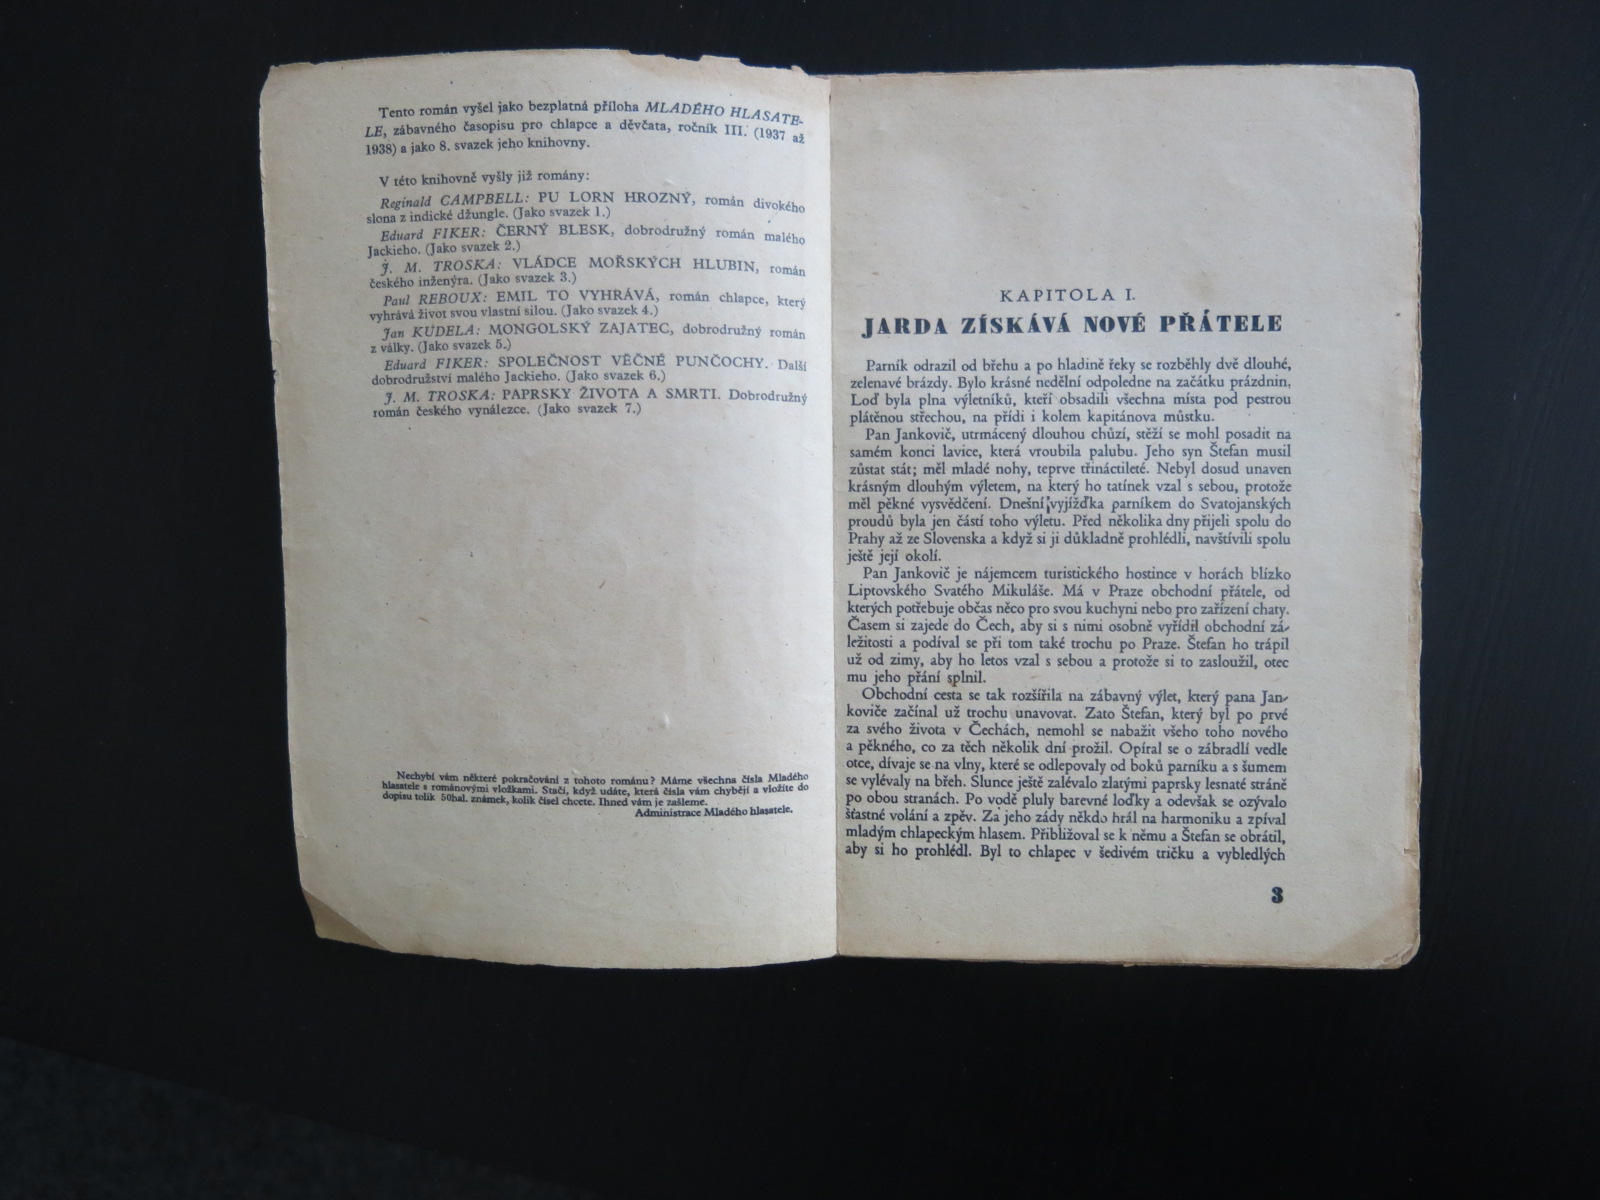 Tento román vyšel jako bezplatná příloha MLADÉHO HLASATE-
LE, zábavného časopisu pro chlapce a děvčata, ročník III. (1937 až
1938) a jako 8. svazek jeho knihovny.
V této knihovně vyšly již romány:
Reginald CAMPBELL: PU LORN HROZNÝ, román divokého
slona z indické džungle. (Jako svazek 1.)
Eduard FIKER: ČERNÝ BLESK, dobrodružný román malého
Jackieho. (Jako svazek 2.)
J. M. TROSKA: VLÁDCE MOŘSKÝCH HLUBIN, román
českého inženýra. (Jako svazek 3.)
Paul REBOUX: EMIL TO VYHRÁVÁ, román chlapce, který
vyhrává život svou vlastní silou. (Jako svazek 4.)
Jan KUDELA: MONGOLSKÝ ZAJATEC, dobrodružný román
z války. (Jako svazek 5.)
Eduard FIKER: SPOLEČNOST VĚČNÉ PUNČOCHY. Další
dobrodružství malého Jackieho. (Jako svazek 6.)
J. M. TROSKA: PAPRSKY ŽIVOTA A SMRTI. Dobrodružný
román českého vynálezce. (Jako svazek 7.)
Nechybí vám některé pokračování z tohoto románu? Máme všechna čísla Mladého
hlasatele s románovými vložkami. Stačí, když udáte, která čísla vám chybějí a vložíte do
dopisu tolik 50hal. známek, kolik čísel chcete. Ihned vám je zašleme.
Administrace Mladého hlasatele.
KAPITOLA I.
JARDA ZÍSKÁVÁ NOVÉ PŘÁTELE
Parník odrazil od břehu a po hladině řeky se rozběhly dvě dlouhé,
zelenavé brázdy. Bylo krásné nedělní odpoledne na začátku prázdnin.
Loď byla plna výletníků, kteří obsadili všechna místa pod pestrou
plátěnou střechou, na přídi i kolem kapitánova můstku.
Pan Jankovič, utrmácený dlouhou chůzí, stěží se mohl posadit na
samém konci lavice, která vroubila palubu. Jeho syn Štefan musil
zůstat stát; měl mladé nohy, teprve třináctileté. Nebyl dosud unaven
krásným dlouhým výletem, na který ho tatínek vzal s sebou, protože
měl pěkné vysvědčení. Dnešní vyjížďka parníkem do Svatojanských
proudů byla jen částí toho výletu. Před několika dny přijeli spolu do
Prahy až ze Slovenska a když si ji důkladně prohlédli, navštívili spolu
ještě její okolí.
Pan Jankovič je nájemcem turistického hostince v horách blízko
Liptovského Svatého Mikuláše. Má v Praze obchodní přátele, od
kterých potřebuje občas něco pro svou kuchyni nebo pro zařízení chaty.
Časem si zajede do Čech, aby si s nimi osobně vyřídil obchodní zá-
ležitosti a podíval se při tom také trochu po Praze. Štefan ho trápil
už od zimy, aby ho letos vzal s sebou a protože si to zasloužil, otec
mu jeho přání splnil.
Obchodní cesta se tak rozšířila na zábavný výlet, který pana Jan-
koviče začínal už trochu unavovat. Zato Štefan, který byl po prvé
za svého života v Čechách, nemohl se nabažit všeho toho nového
a pěkného, co za těch několik dní prožil. Opíral se o zábradlí vedle
otce, dívaje se na vlny, které se odlepovaly od boků parníku a s šumem
se vylévaly na břeh. Slunce ještě zalévalo zlatými paprsky lesnaté stráně
po obou stranách. Po vodě pluly barevné loďky a odevšak se ozývalo
šťastné volání a zpěv. Za jeho zády někdo hrál na harmoniku a zpíval
mladým chlapeckým hlasem. Přibližoval se k němu a Štefan se obrátil,
aby si ho prohlédl. Byl to chlapec v šedivém tričku a vybledlých
3